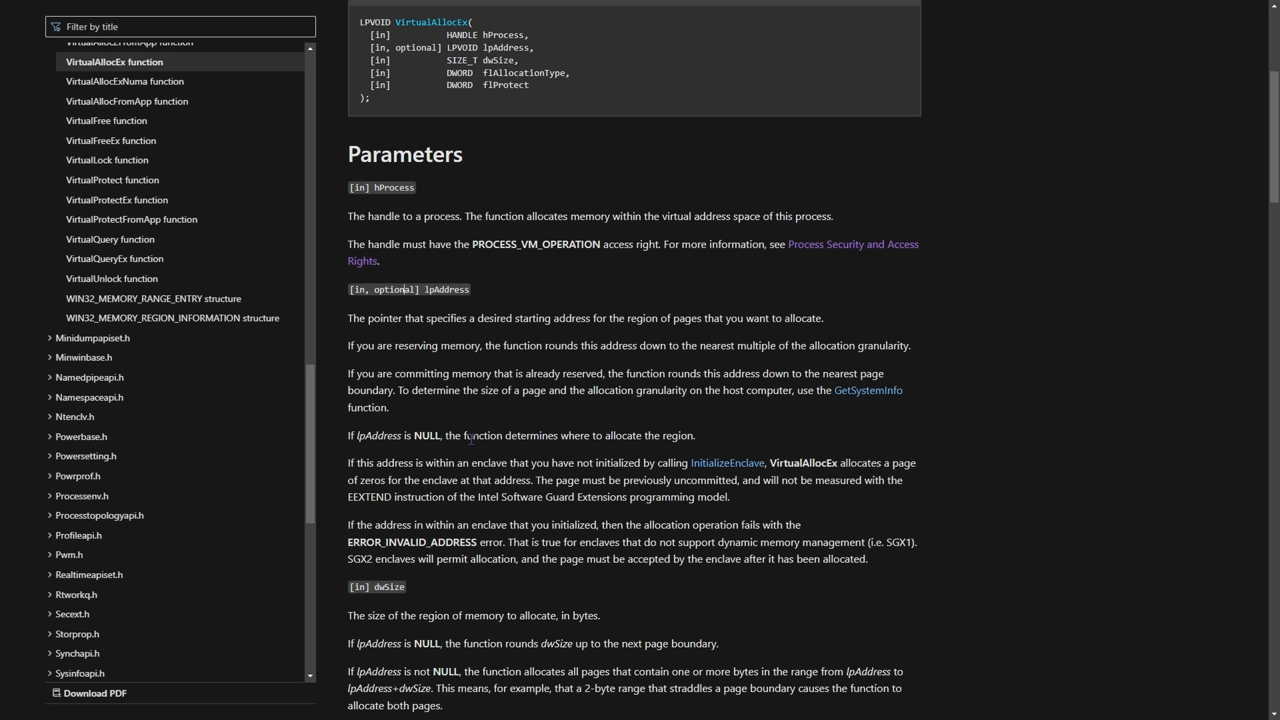 Filter by title
VirtualAlloc2FromApp function
VirtualAllocEx function
VirtualAllocExNuma function
VirtualAllocFromApp function
VirtualFree function
VirtualFreeEx function
VirtualLock function
VirtualProtect function
VirtualProtectEx function
VirtualProtectFromApp function
VirtualQuery function
VirtualQueryEx function
VirtualUnlock function
WIN32_MEMORY_RANGE_ENTRY structure
WIN32_MEMORY_REGION_INFORMATION structure
Minidumpapiset.h
Minwinbase.h
Namedpipeapi.h
Namespaceapi.h
Ntenclv.h
Powerbase.h
Powersetting.h
Powrprof.h
Processenv.h
Processtopologyapi.h
Profileapi.h
Pwm.h
Realtimeapiset.h
Rtworkq.h
Secext.h
Storprop.h
Synchapi.h
Sysinfoapi.h
Download PDF
LPVOID VirtualAllocEx(
[in] HANDLE hProcess,
[in, optional] LPVOID lpAddress,
[in] SIZE_T dwSize,
[in] DWORD flAllocationType,
[in] DWORD flProtect
);
Parameters
[in] hProcess
The handle to a process. The function allocates memory within the virtual address space of this process.
The handle must have the PROCESS_VM_OPERATION access right. For more information, see Process Security and Access
Rights.
[in, optional] lpAddress
The pointer that specifies a desired starting address for the region of pages that you want to allocate.
If you are reserving memory, the function rounds this address down to the nearest multiple of the allocation granularity.
If you are committing memory that is already reserved, the function rounds this address down to the nearest page
boundary. To determine the size of a page and the allocation granularity on the host computer, use the GetSystemInfo
function.
If lpAddress is NULL, the function determines where to allocate the region.
If this address is within an enclave that you have not initialized by calling InitializeEnclave, VirtualAllocEx allocates a page
of zeros for the enclave at that address. The page must be previously uncommitted, and will not be measured with the
EEXTEND instruction of the Intel Software Guard Extensions programming model.
If the address in within an enclave that you initialized, then the allocation operation fails with the
ERROR_INVALID_ADDRESS error. That is true for enclaves that do not support dynamic memory management (i.e. SGX1).
SGX2 enclaves will permit allocation, and the page must be accepted by the enclave after it has been allocated.
[in] dwSize
The size of the region of memory to allocate, in bytes.
If lpAddress is NULL, the function rounds dwSize up to the next page boundary.
If lpAddress is not NULL, the function allocates all pages that contain one or more bytes in the range from lpAddress to
lpAddress+dwSize. This means, for example, that a 2-byte range that straddles a page boundary causes the function to
allocate both pages.